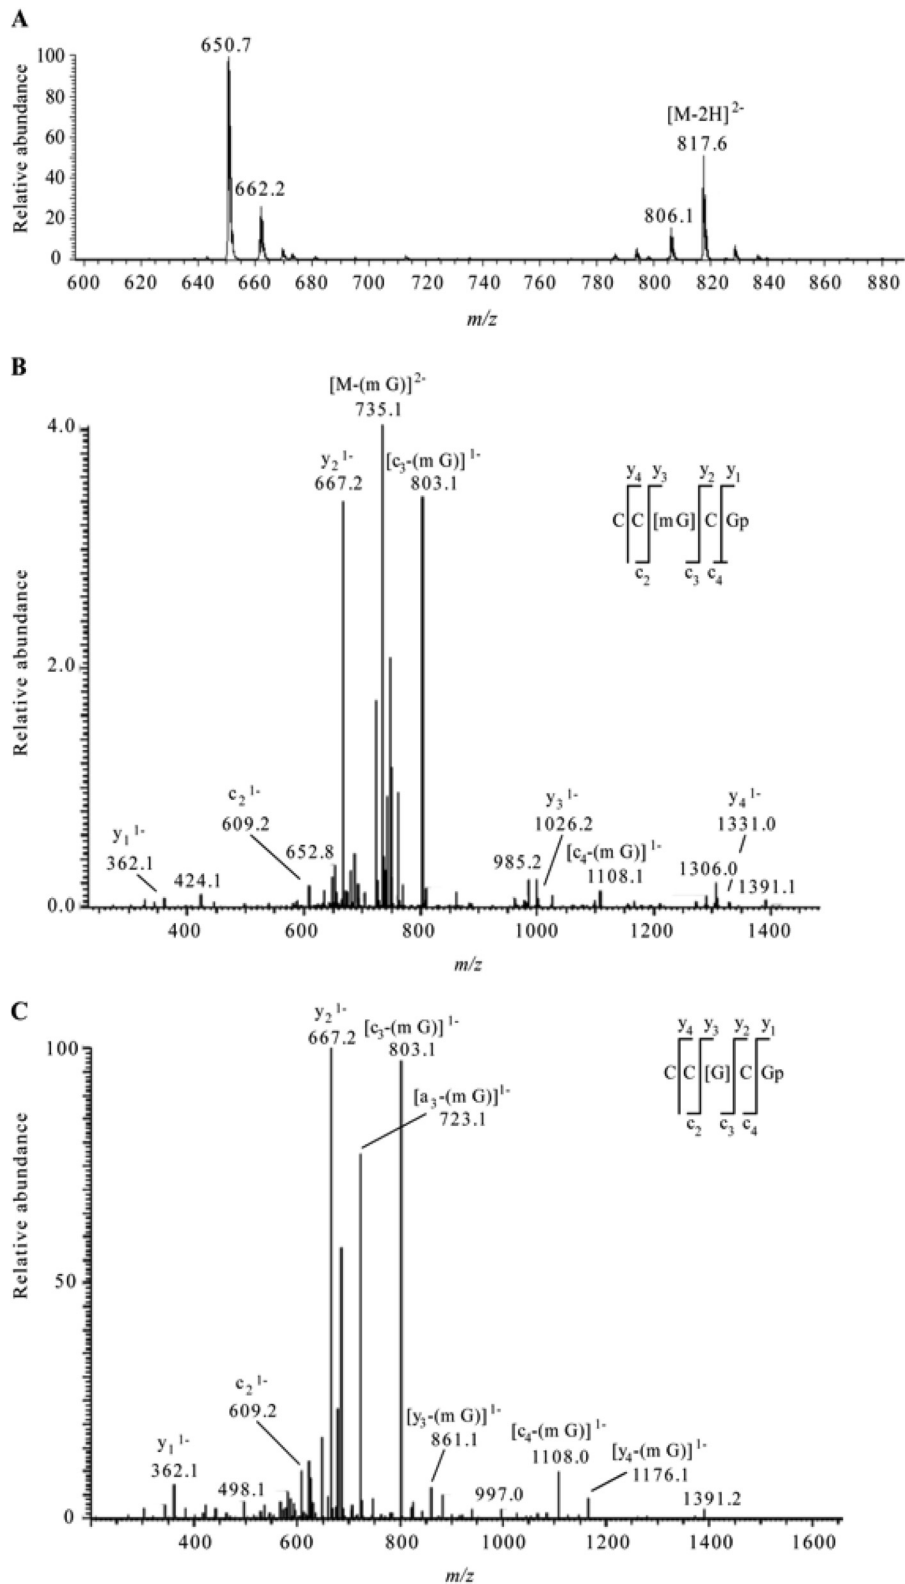 A
650.7
[M-2H]2-
817.6
662.2
806.1
100
80
60
40
20
0
Relative abundance
600 620 640 660 680 700 720 740 760 780 800 820 840 860 880
m/z
B
[M-(m G)]2-
735.1
4.0
y2 1- [c3-(m G)] 1-
667.2 803.1
y4 y3 y2 y1
C C [m G] C Gp
c2 c3 c4
Relative abundance
2.0
c2 1-
609.2
y3 1-
1026.2
y4 1-
1331.0
y1 1-
362.1
652.8
985.2
[c4-(m G)] 1-
1108.1
1306.0
424.1
1391.1
0.0
400 600 800 1000 1200 1400
m/z
C
y2 1- [c3-(m G)] 1-
667.2 803.1
y4 y3 y2 y1
C C [G] C Gp
c2 c3 c4
100
[a3-(m G)]1-
723.1
Relative abundance
50
c2 1-
609.2
[y3-(m G)]1-
861.1
[c4-(m G)]1-
1108.0
[y4-(m G)]1-
1176.1
y1 1-
362.1
498.1
997.0
1391.2
0
400 600 800 1000 1200 1400 1600
m/z